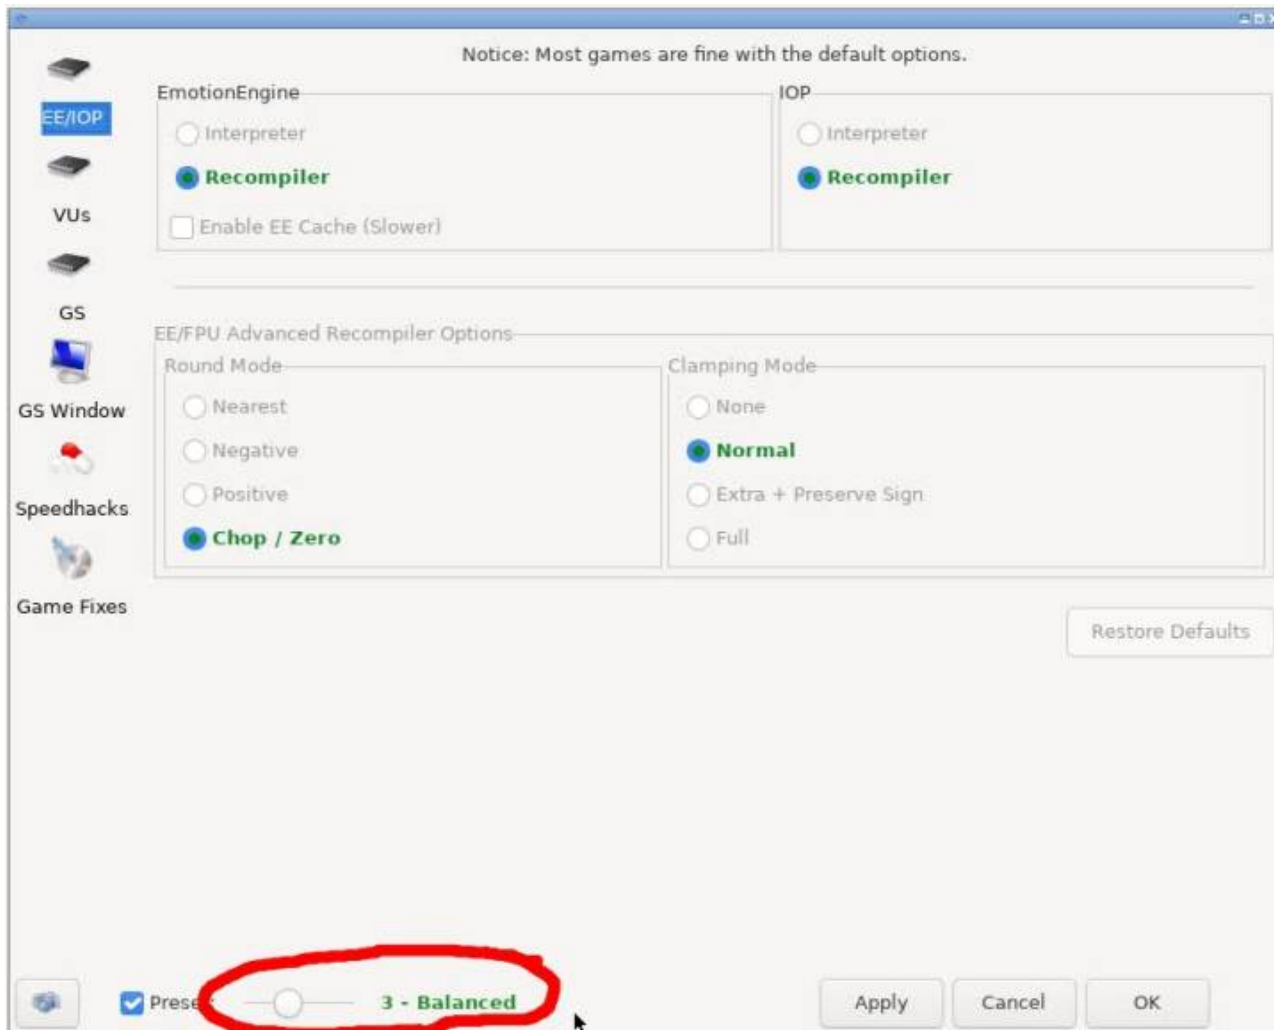 Notice: Most games are fine with the default options.
EE/IOP
VUs
GS
GS Window
Speedhacks
Game Fixes
EmotionEngine
Interpreter
Recompiler
Enable EE Cache (Slower)
IOP
Interpreter
Recompiler
EE/FPU Advanced Recompiler Options
Round Mode
Nearest
Negative
Positive
Chop / Zero
Clamping Mode
None
Normal
Extra + Preserve Sign
Full
Restore Defaults
3 - Balanced
Apply
Cancel
OK